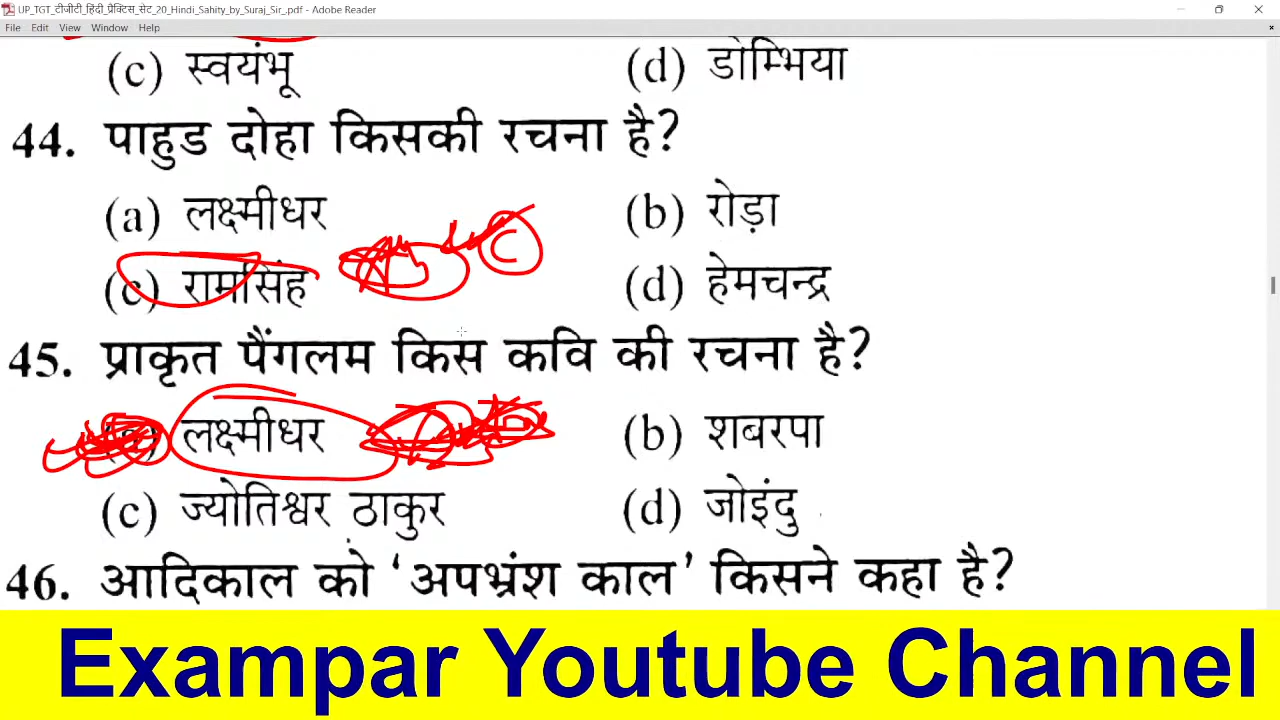 UP_TGT_टीजीटी_हिंदी_प्रैक्टिस_सेट_20_Hindi_Sahity_by_Suraj_Sir_.pdf - Adobe Reader
File Edit View Window Help
(c) स्वयंभू (d) डोम्भिया
44. पाहुड दोहा किसकी रचना है?
(a) लक्ष्मीधर (b) रोड़ा
(c) रामसिंह (d) हेमचन्द्र
C
45. प्राकृत पैंगलम किस कवि की रचना है?
लक्ष्मीधर (b) शबरपा
(c) ज्योतिश्वर ठाकुर (d) जोइंदु
46. आदिकाल को ‘अपभ्रंश काल’ किसने कहा है?
Exampar Youtube Channel